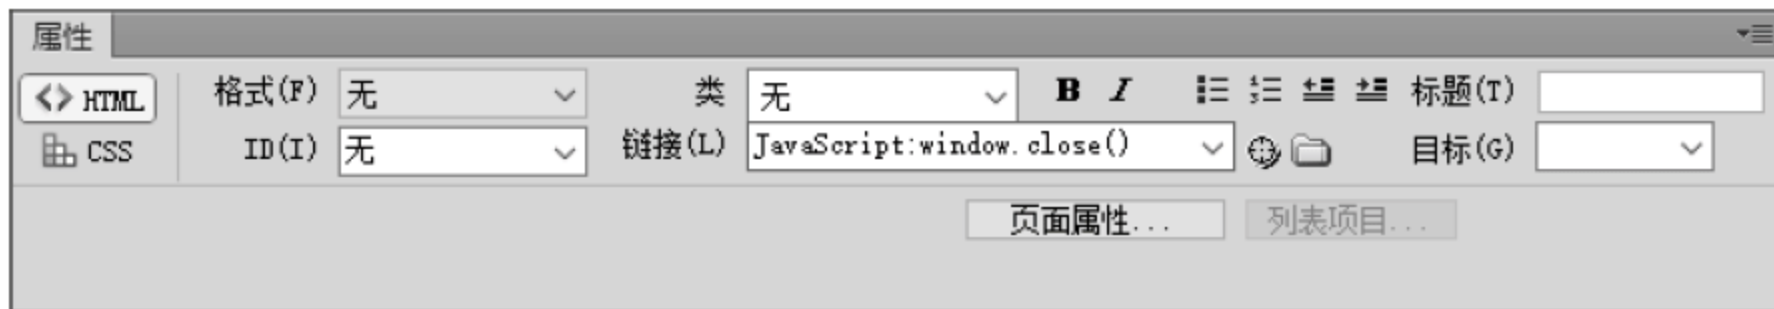 属性
HTML 格式(F) 无 类 无 B I 标题(T)
CSS ID(I) 无 链接(L) JavaScript:window.close() 目标(G)
页面属性... 列表项目...